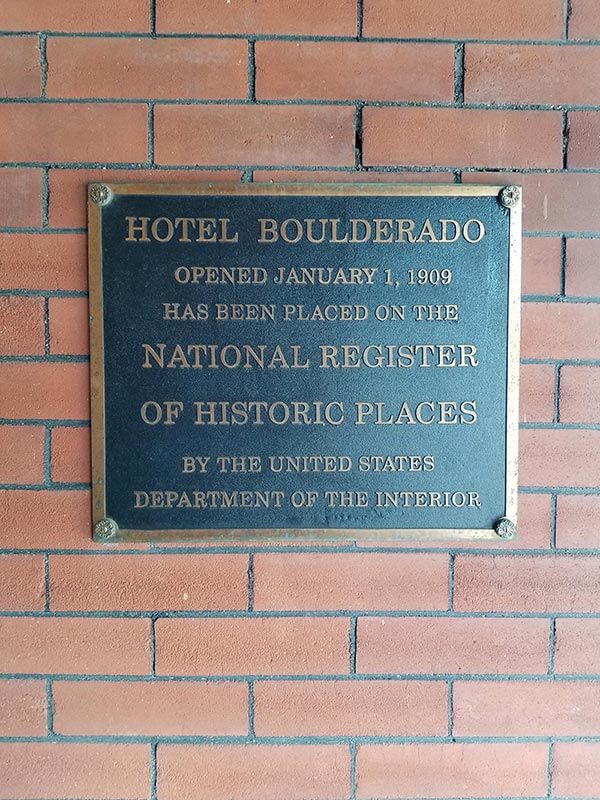 HOTEL BOULDERADO
OPENED JANUARY 1, 1909
HAS BEEN PLACED ON THE
NATIONAL REGISTER
OF HISTORIC PLACES
BY THE UNITED STATES
DEPARTMENT OF THE INTERIOR